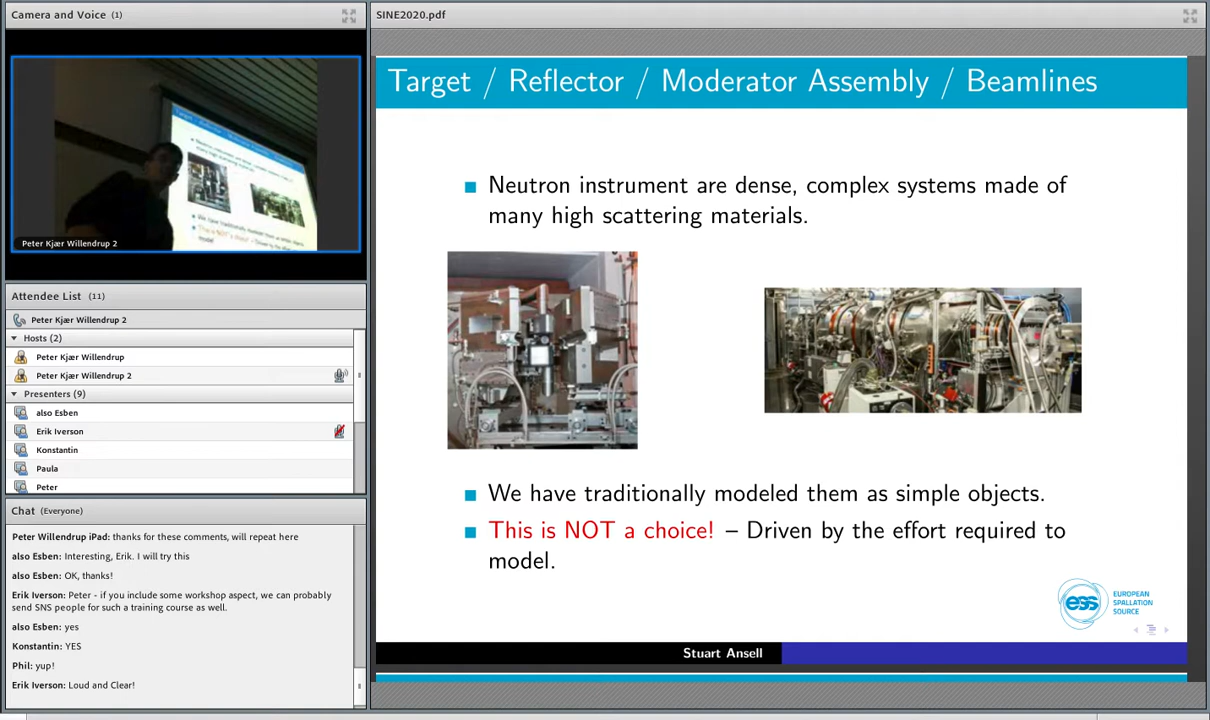 Camera and Voice (1)
Peter Kjær Willendrup 2
Attendee List (11)
Peter Kjær Willendrup 2
Hosts (2)
Peter Kjær Willendrup
Peter Kjær Willendrup 2
Presenters (9)
also Esben
Erik Iverson
Konstantin
Paula
Peter
Chat (Everyone)
Peter Willendrup iPad: thanks for these comments, will repeat here
also Esben: Interesting, Erik. I will try this
also Esben: OK, thanks!
Erik Iverson: Peter - if you include some workshop aspect, we can probably
send SNS people for such a training course as well.
also Esben: yes
Konstantin: YES
Phil: yup!
Erik Iverson: Loud and Clear!
SINE2020.pdf
Target / Reflector / Moderator Assembly / Beamlines
Neutron instrument are dense, complex systems made of
many high scattering materials.
We have traditionally modeled them as simple objects.
This is NOT a choice! – Driven by the effort required to
model.
ess
EUROPEAN
SPALLATION
SOURCE
Stuart Ansell